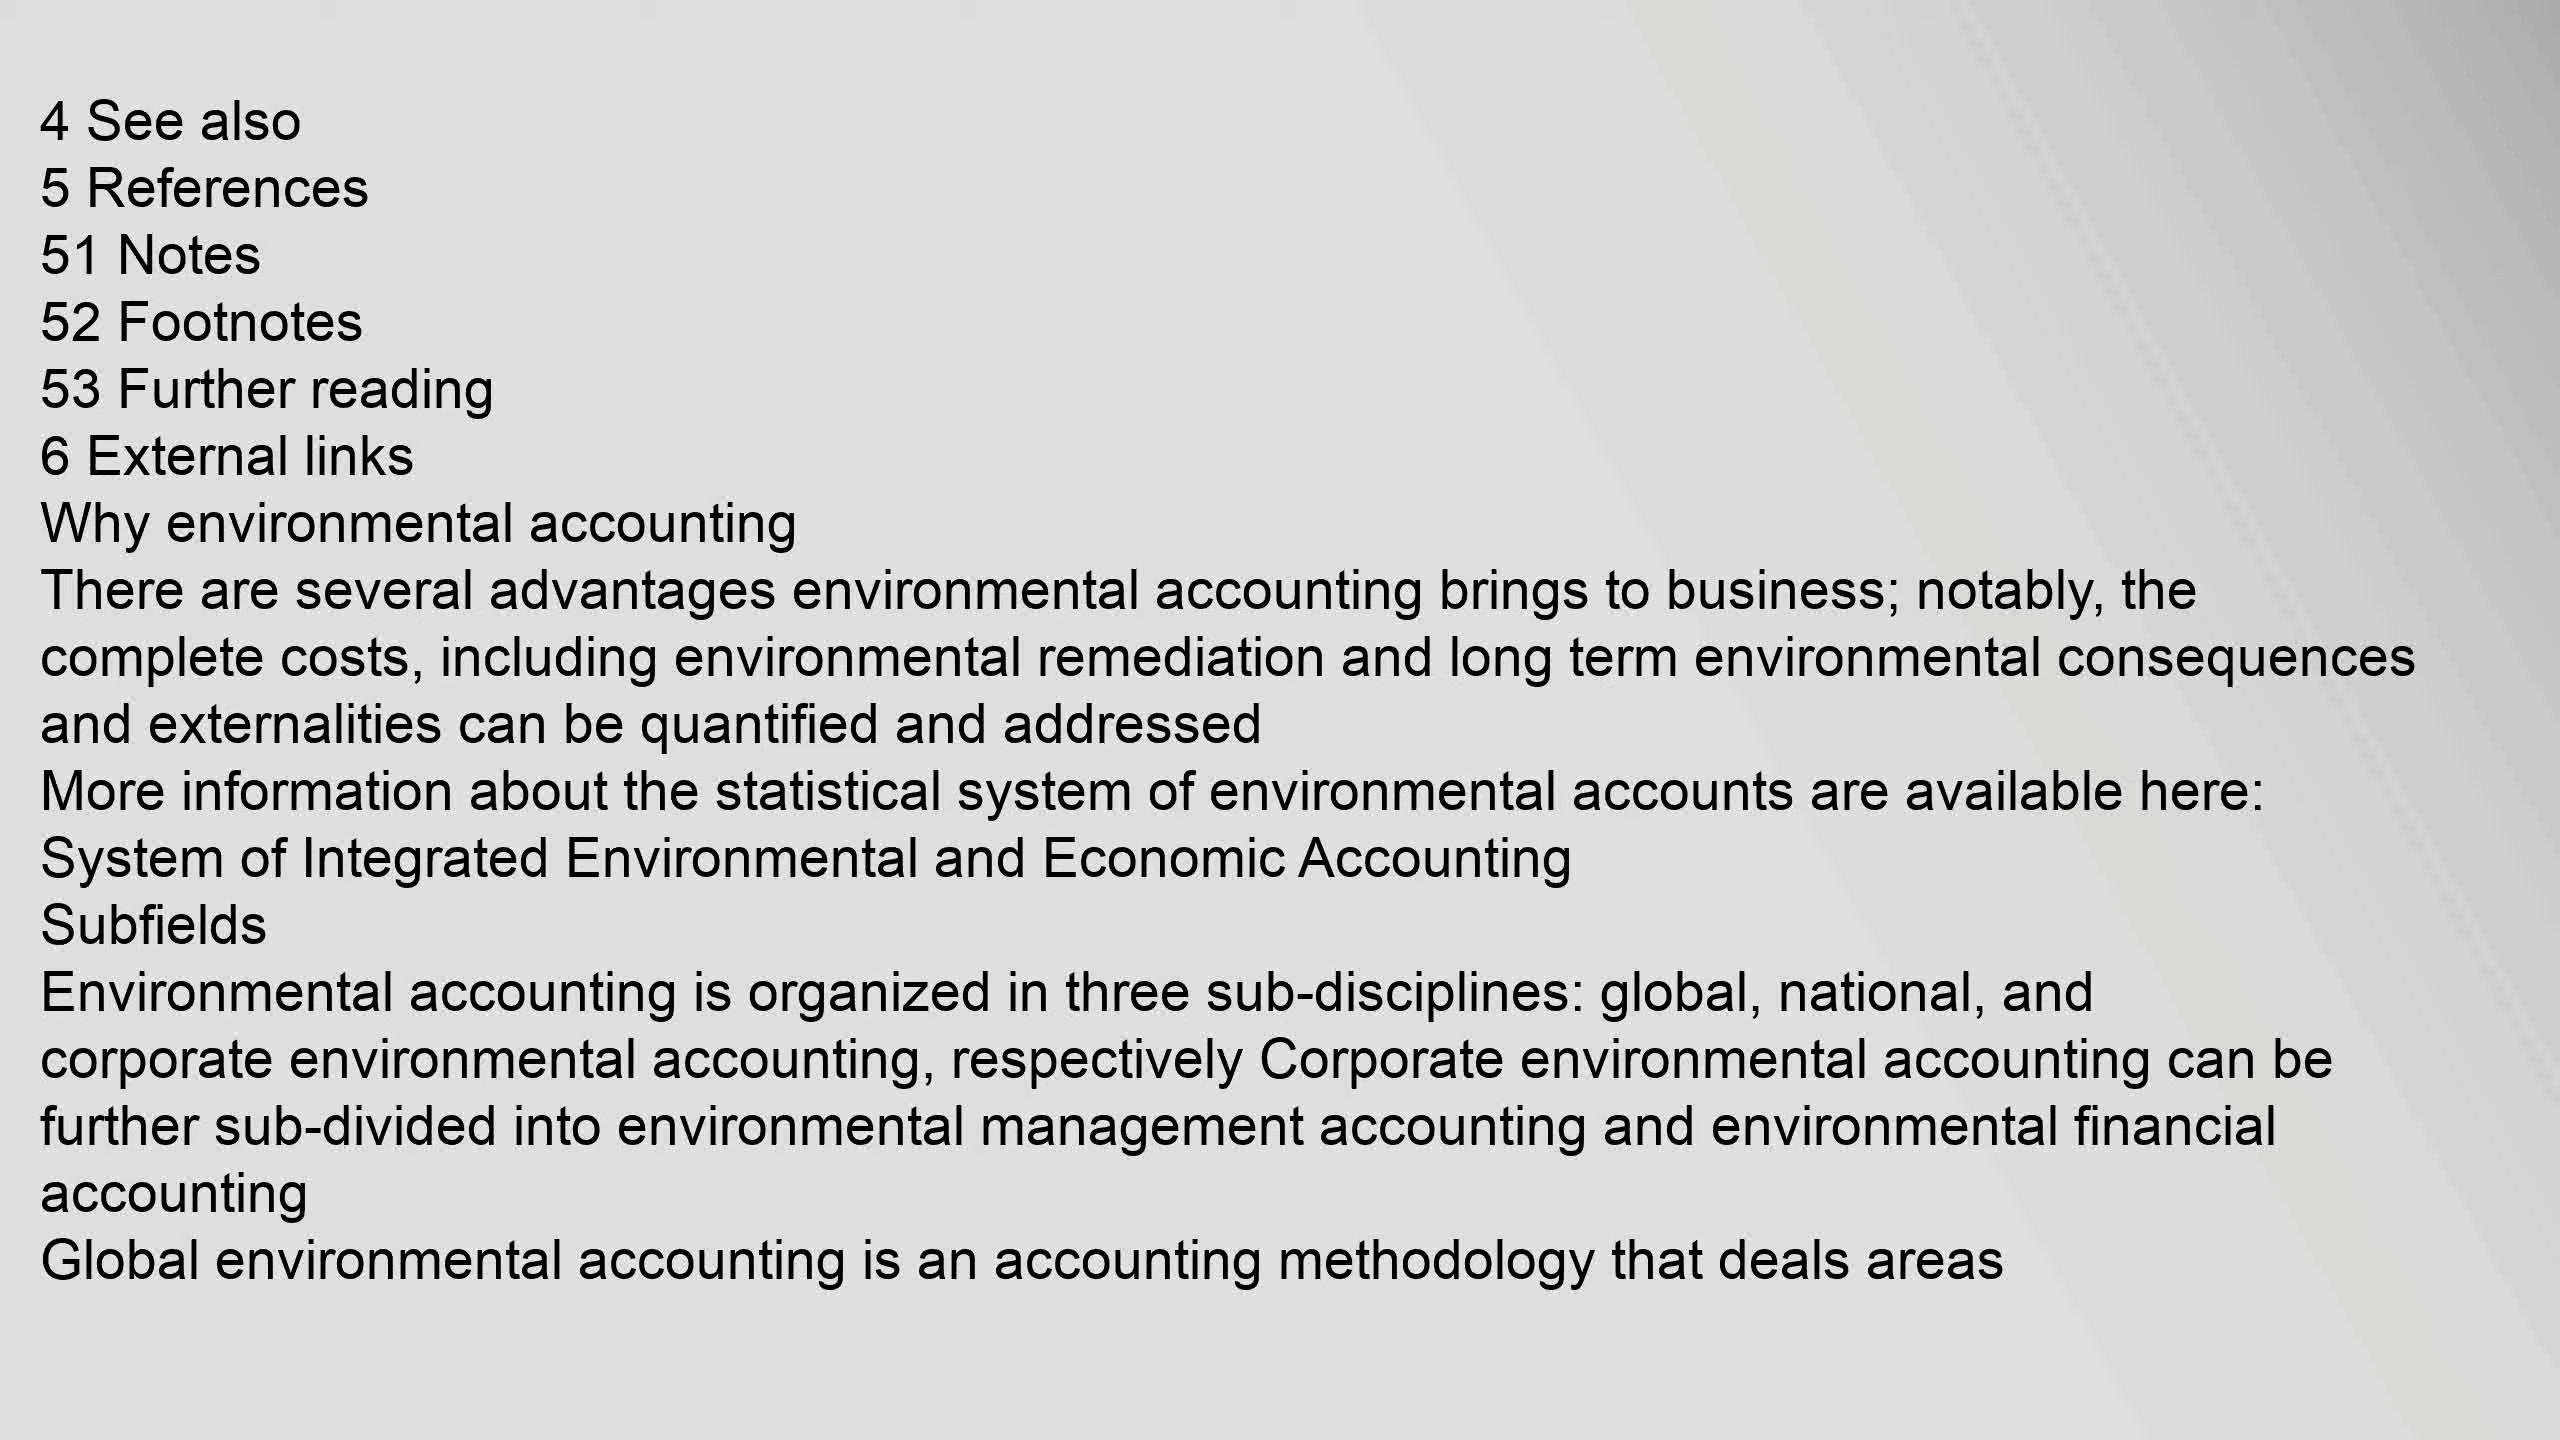 4 See also
5 References
51 Notes
52 Footnotes
53 Further reading
6 External links
Why environmental accounting
There are several advantages environmental accounting brings to business; notably, the
complete costs, including environmental remediation and long term environmental consequences
and externalities can be quantified and addressed
More information about the statistical system of environmental accounts are available here:
System of Integrated Environmental and Economic Accounting
Subfields
Environmental accounting is organized in three sub-disciplines: global, national, and
corporate environmental accounting, respectively Corporate environmental accounting can be
further sub-divided into environmental management accounting and environmental financial
accounting
Global environmental accounting is an accounting methodology that deals areas